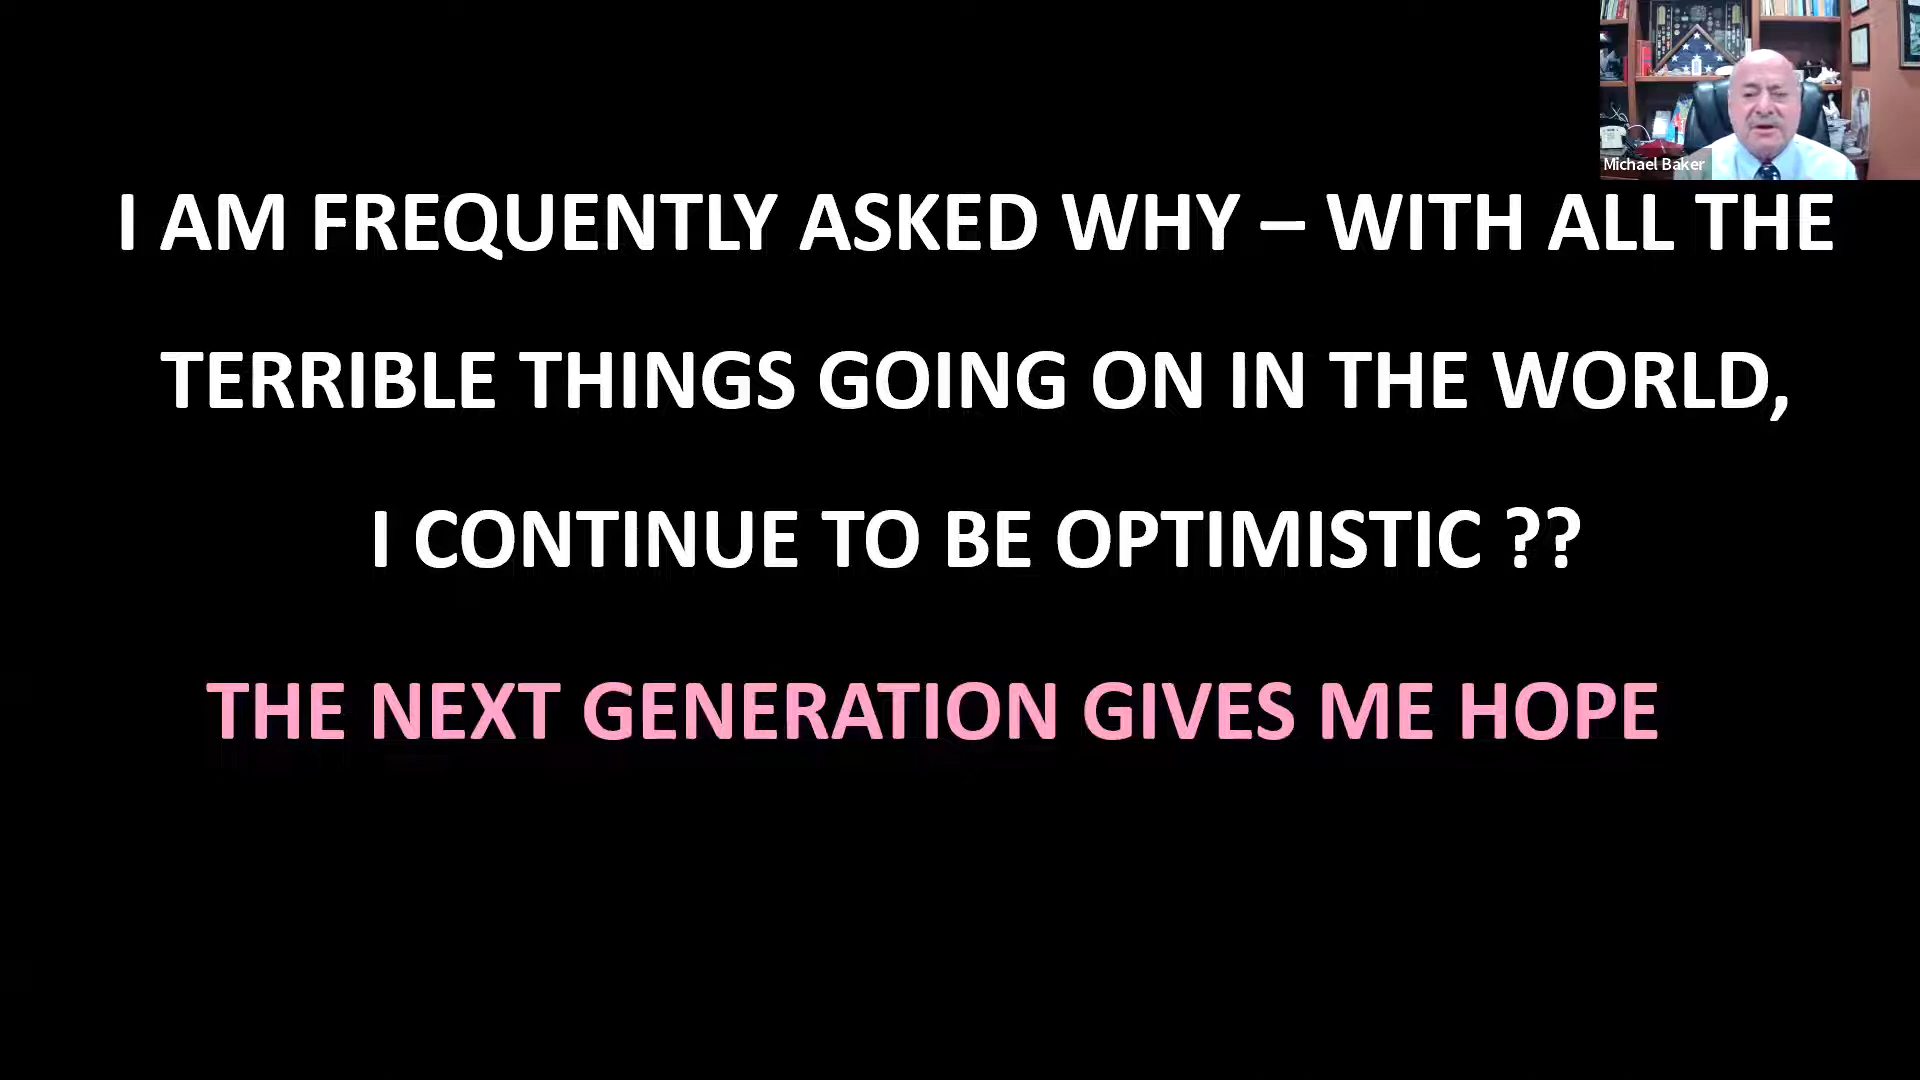 Michael Baker
I AM FREQUENTLY ASKED WHY – WITH ALL THE
TERRIBLE THINGS GOING ON IN THE WORLD,
I CONTINUE TO BE OPTIMISTIC ??
THE NEXT GENERATION GIVES ME HOPE